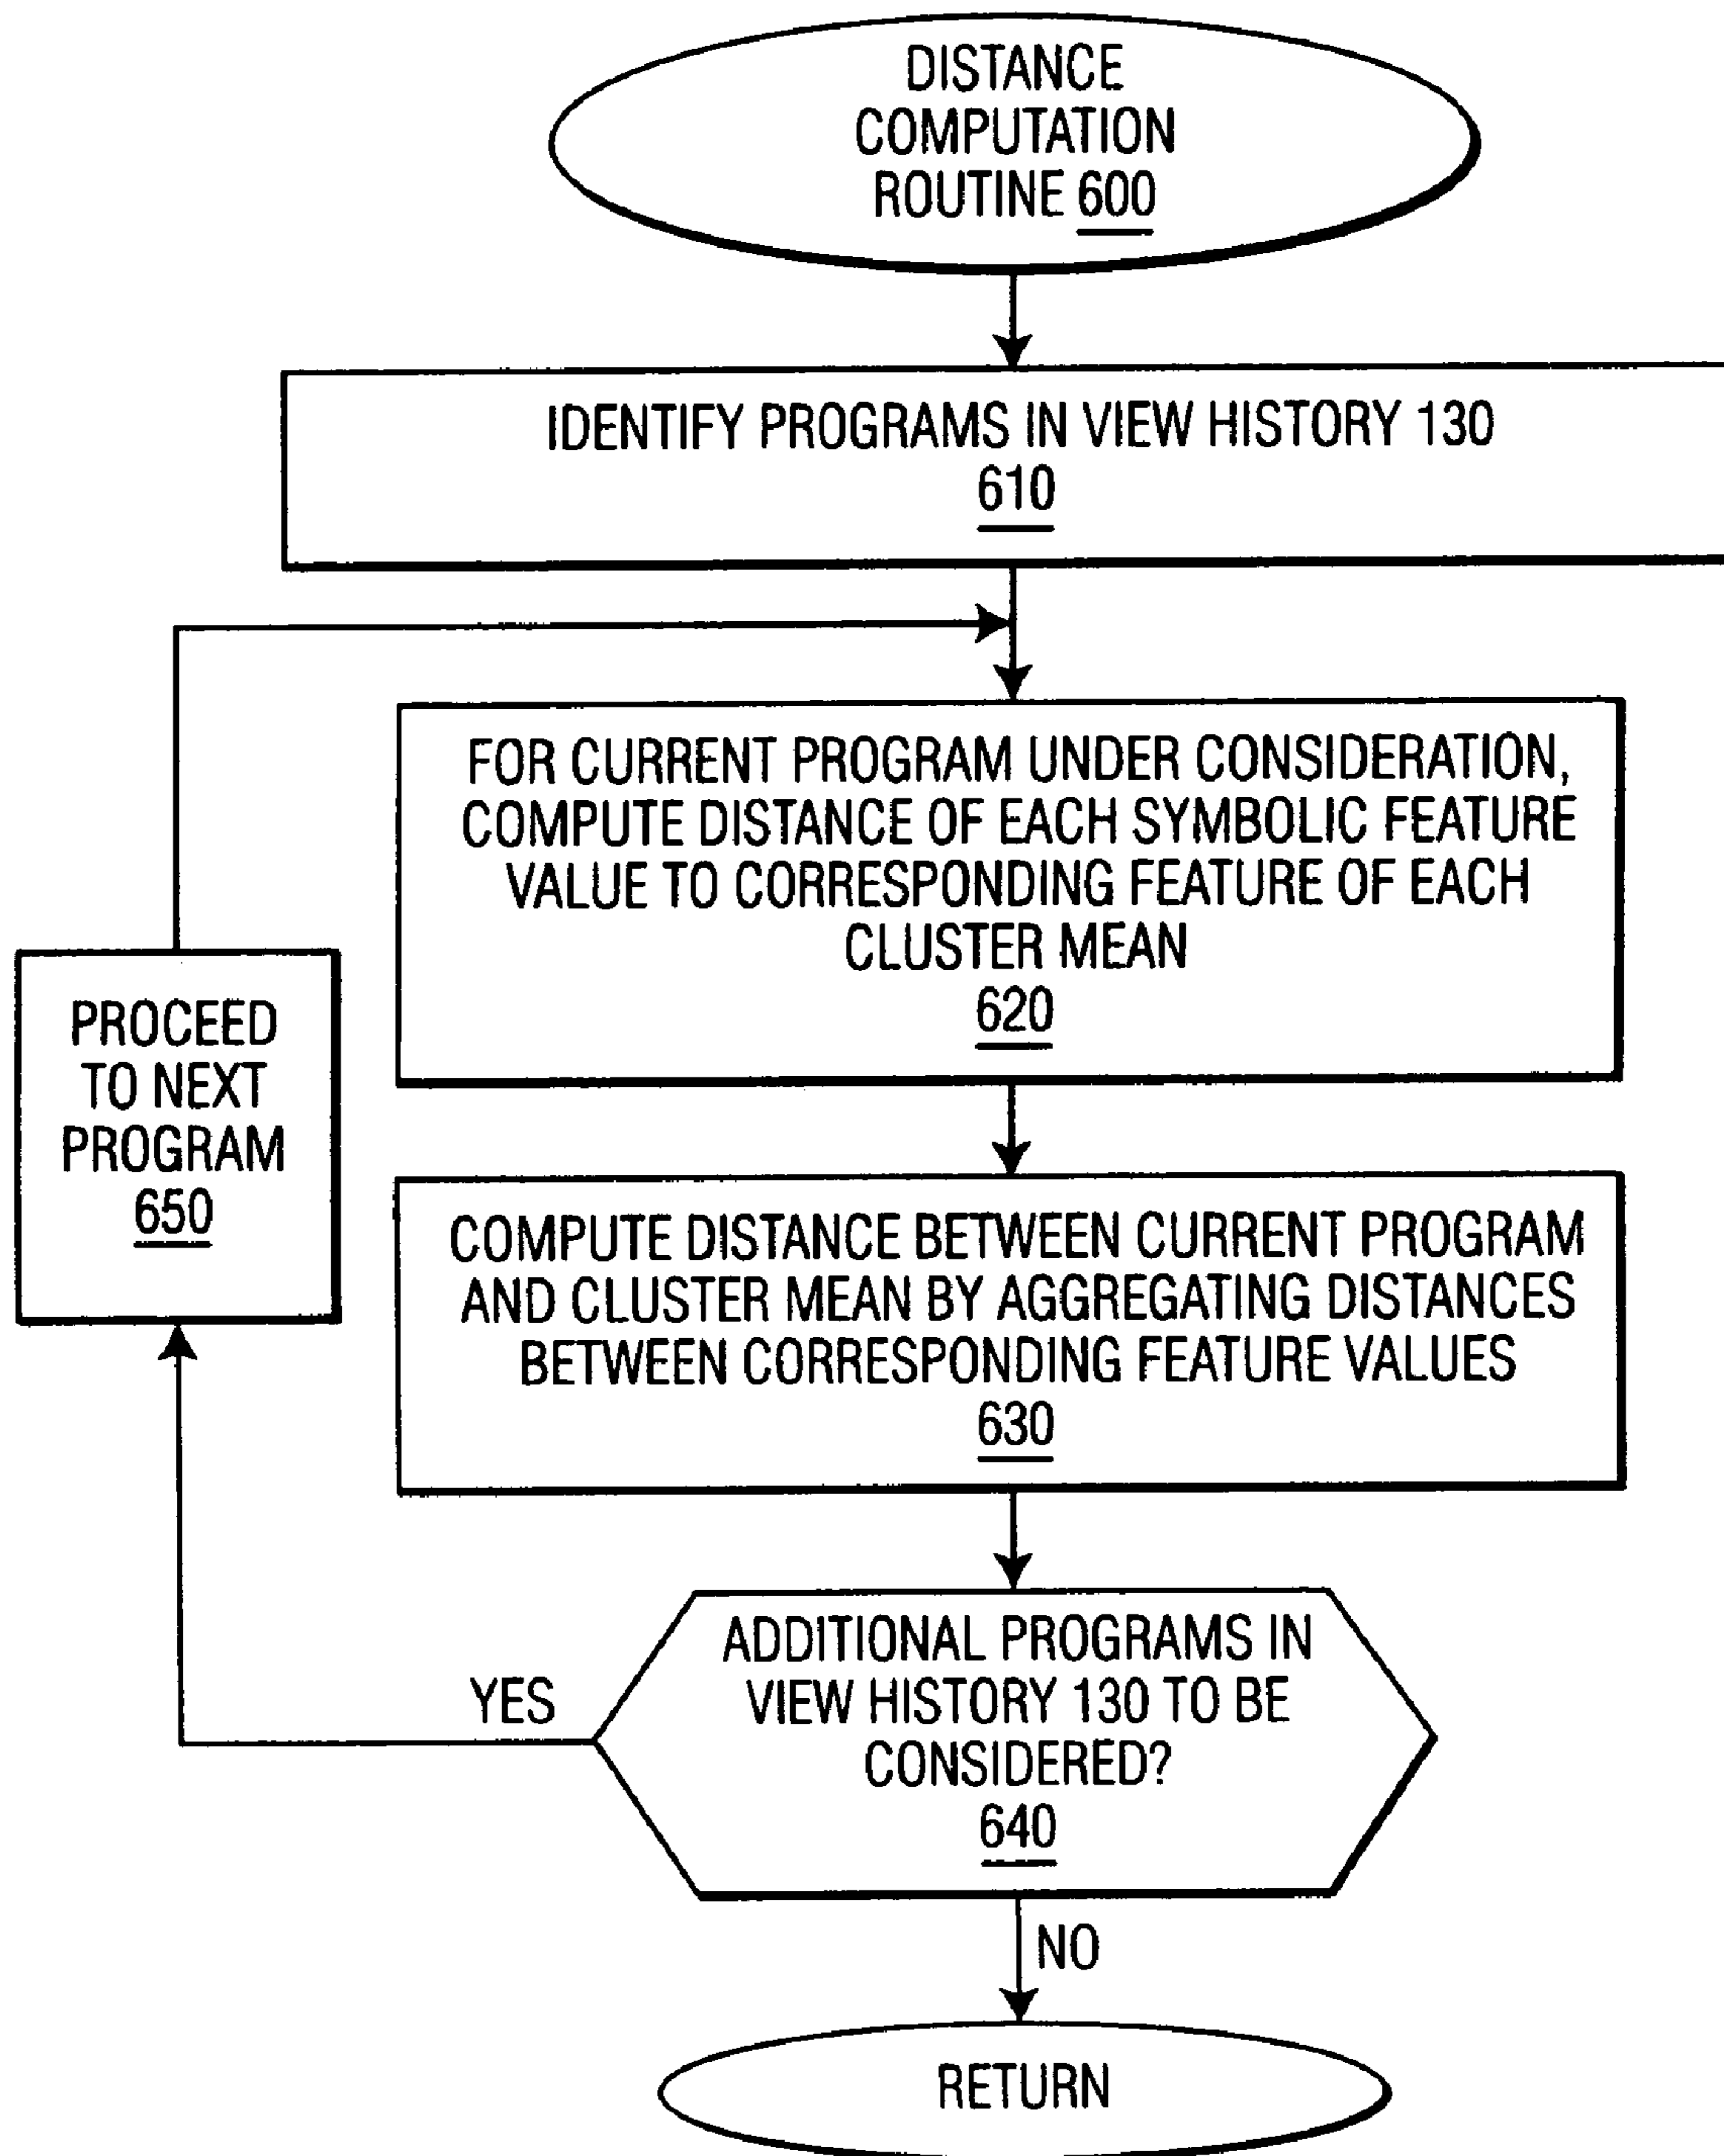 DISTANCE
COMPUTATION
ROUTINE 600
IDENTIFY PROGRAMS IN VIEW HISTORY 130
610
FOR CURRENT PROGRAM UNDER CONSIDERATION,
COMPUTE DISTANCE OF EACH SYMBOLIC FEATURE
VALUE TO CORRESPONDING FEATURE OF EACH
CLUSTER MEAN
620
PROCEED
TO NEXT
PROGRAM
650
COMPUTE DISTANCE BETWEEN CURRENT PROGRAM
AND CLUSTER MEAN BY AGGREGATING DISTANCES
BETWEEN CORRESPONDING FEATURE VALUES
630
ADDITIONAL PROGRAMS IN
VIEW HISTORY 130 TO BE
CONSIDERED?
640
YES
NO
RETURN